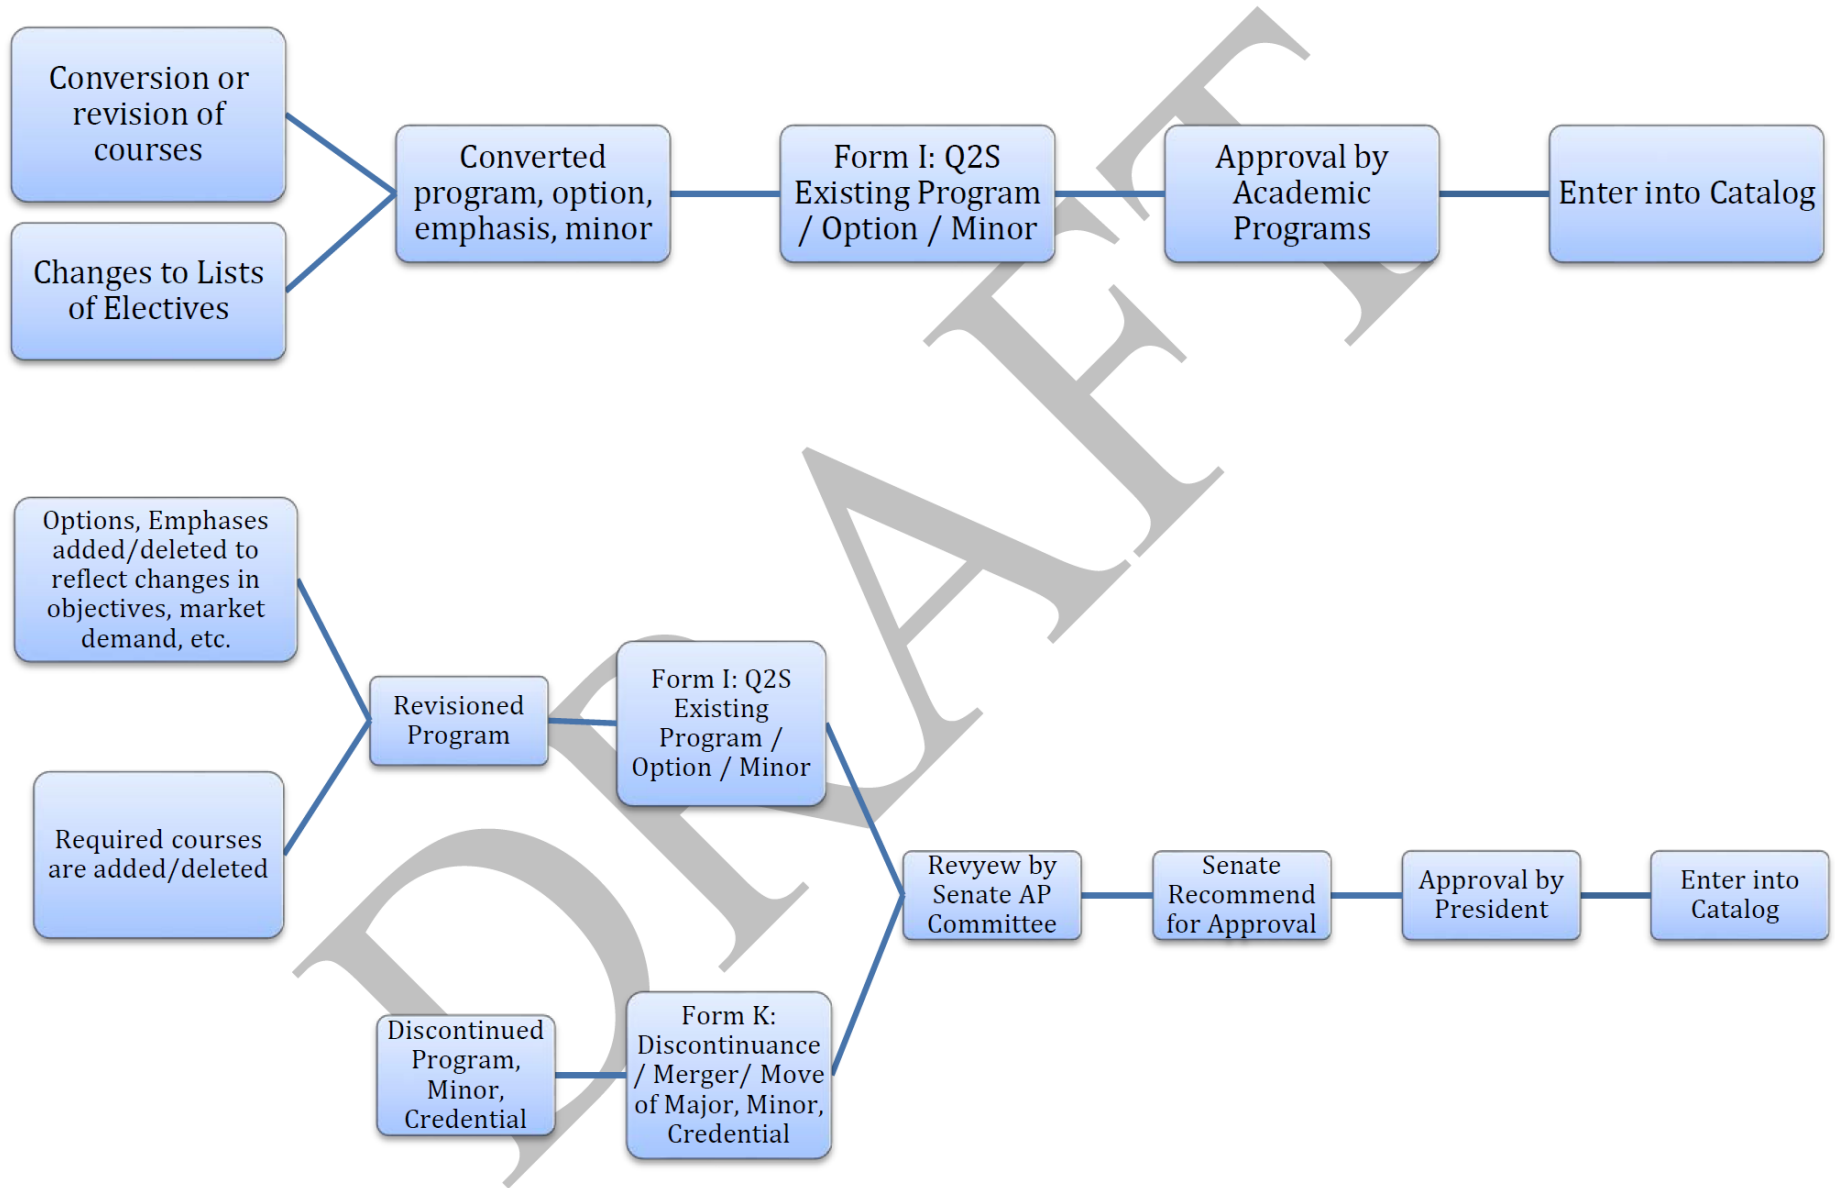 Conversion or
revision of
courses
Changes to Lists
of Electives
Converted
program, option,
emphasis, minor
Form I: Q2S
Existing Program
/ Option / Minor
Approval by
Academic
Programs
Enter into Catalog
Options, Emphases
added/deleted to
reflect changes in
objectives, market
demand, etc.
Required courses
are added/deleted
Revisioned
Program
Form I: Q2S
Existing
Program /
Option / Minor
Discontinued
Program,
Minor,
Credential
Form K:
Discontinuance
/ Merger/ Move
of Major, Minor,
Credential
Revyew by
Senate AP
Committee
Senate
Recommend
for Approval
Approval by
President
Enter into
Catalog
DRAFT